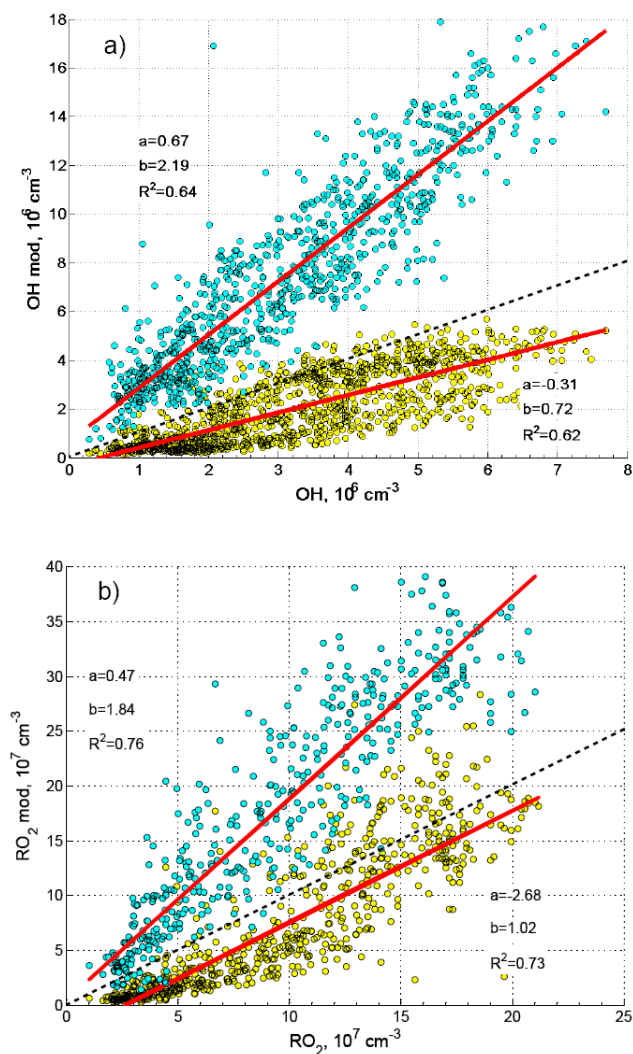 a)
18
16
14
12
10
8
6
4
2
0
OH mod, 10⁶ cm⁻³
a=0.67
b=2.19
R²=0.64
a=-0.31
b=0.72
R²=0.62
0 1 2 3 4 5 6 7 8
OH, 10⁶ cm⁻³
b)
40
35
30
25
20
15
10
5
0
RO₂ mod, 10⁷ cm⁻³
a=0.47
b=1.84
R²=0.76
a=-2.68
b=1.02
R²=0.73
0 5 10 15 20 25
RO₂, 10⁷ cm⁻³